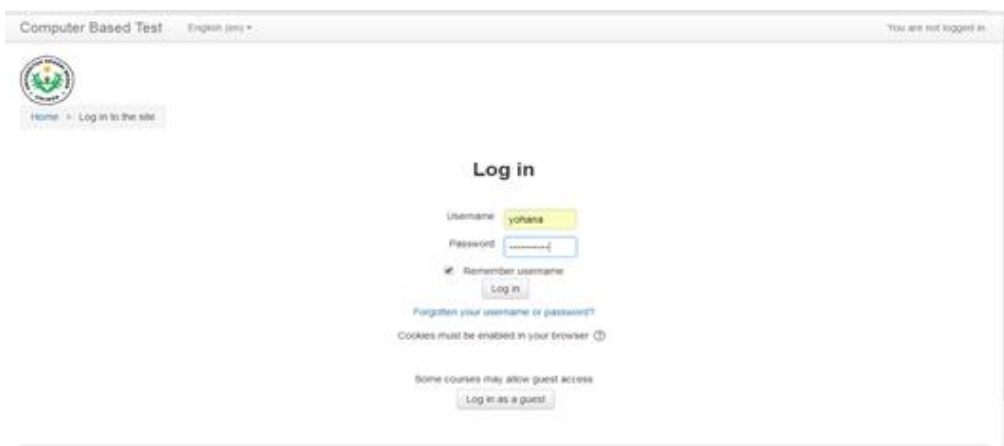 Computer Based Test English (en)
You are not logged in.
Home Log in to the site
Log in
Username yohana
Password
Remember username
Log in
Forgotten your username or password?
Cookies must be enabled in your browser
Some courses may allow guest access
Log in as a guest